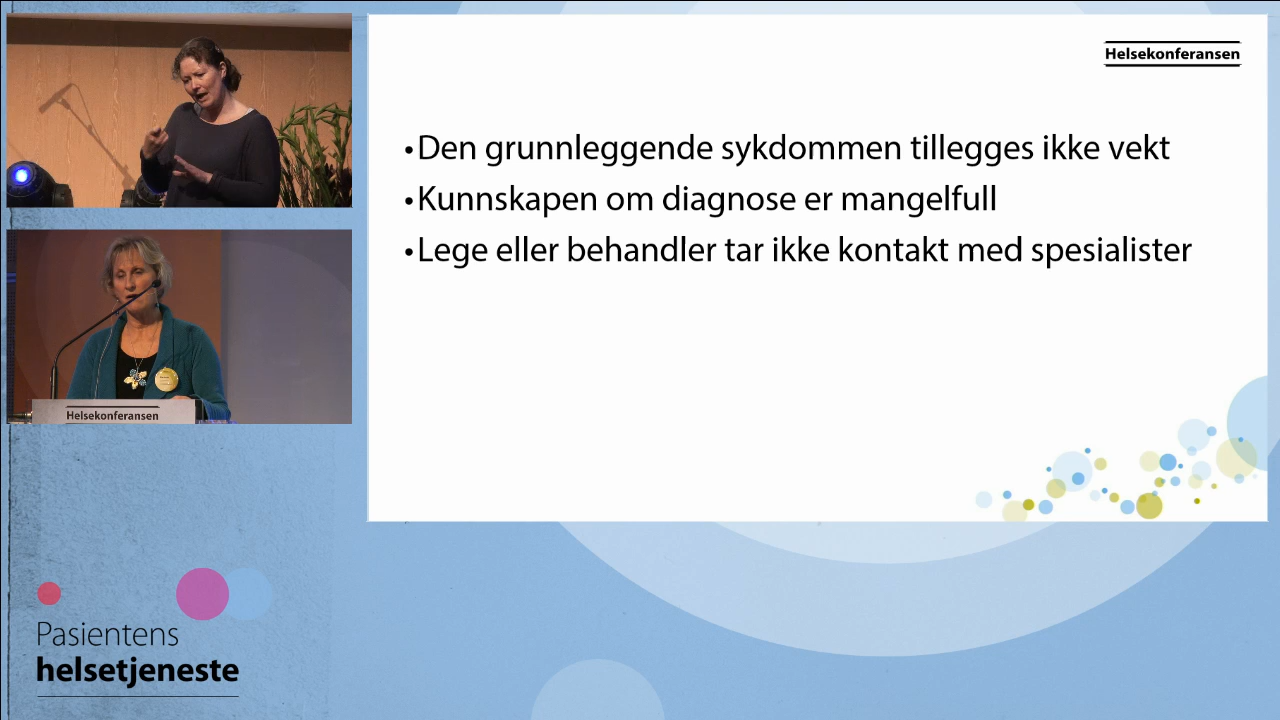 Helsekonferansen
•Den grunnleggende sykdommen tillegges ikke vekt
•Kunnskapen om diagnose er mangelfull
•Lege eller behandler tar ikke kontakt med spesialister
Helsekonferansen
Pasientens
helsetjeneste